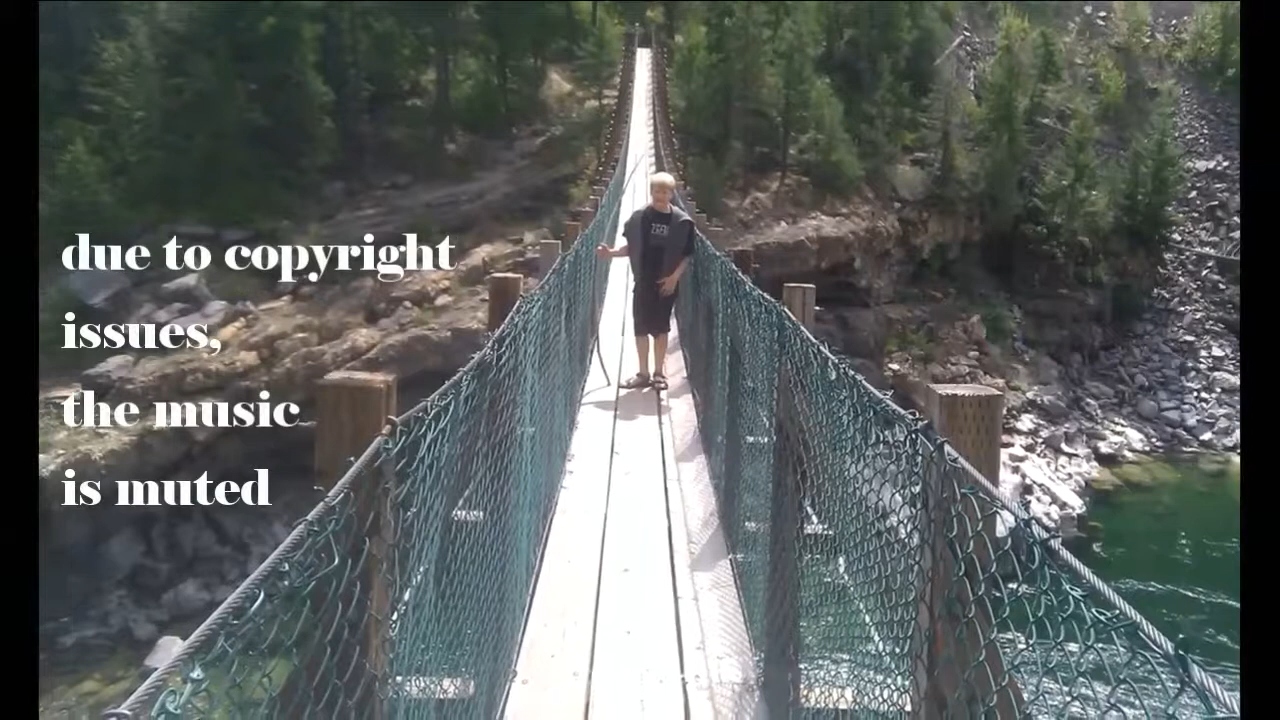 due to copyright
issues,
the music
is muted